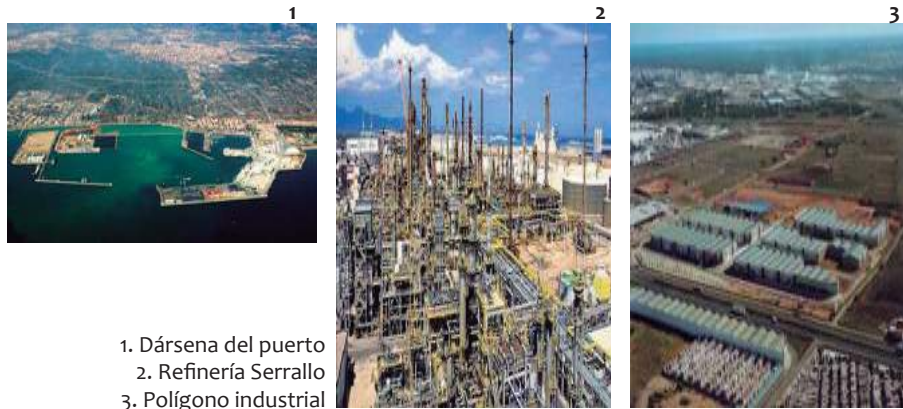 1
2
3
1. Dársena del puerto
2. Refinería Serrallo
3. Polígono industrial